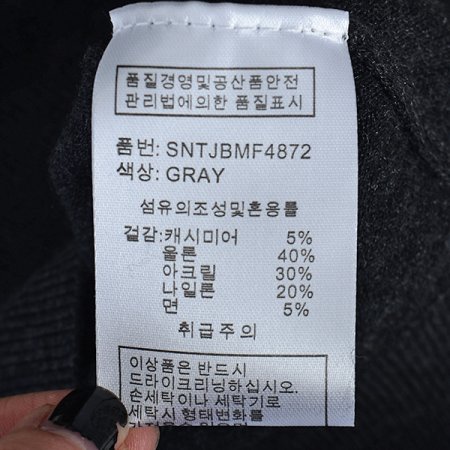 품질경영및공산품안전
관리법에의한 품질표시
품번: SNTJBMF4872
색상: GRAY
섬유의조성및혼용률
겉감:캐시미어 5%
울론 40%
아크릴 30%
나일론 20%
면 5%
취급주의
이상품은 반드시
드라이크리닝하십시오.
손세탁이나 세탁기로
세탁시 형태변화를